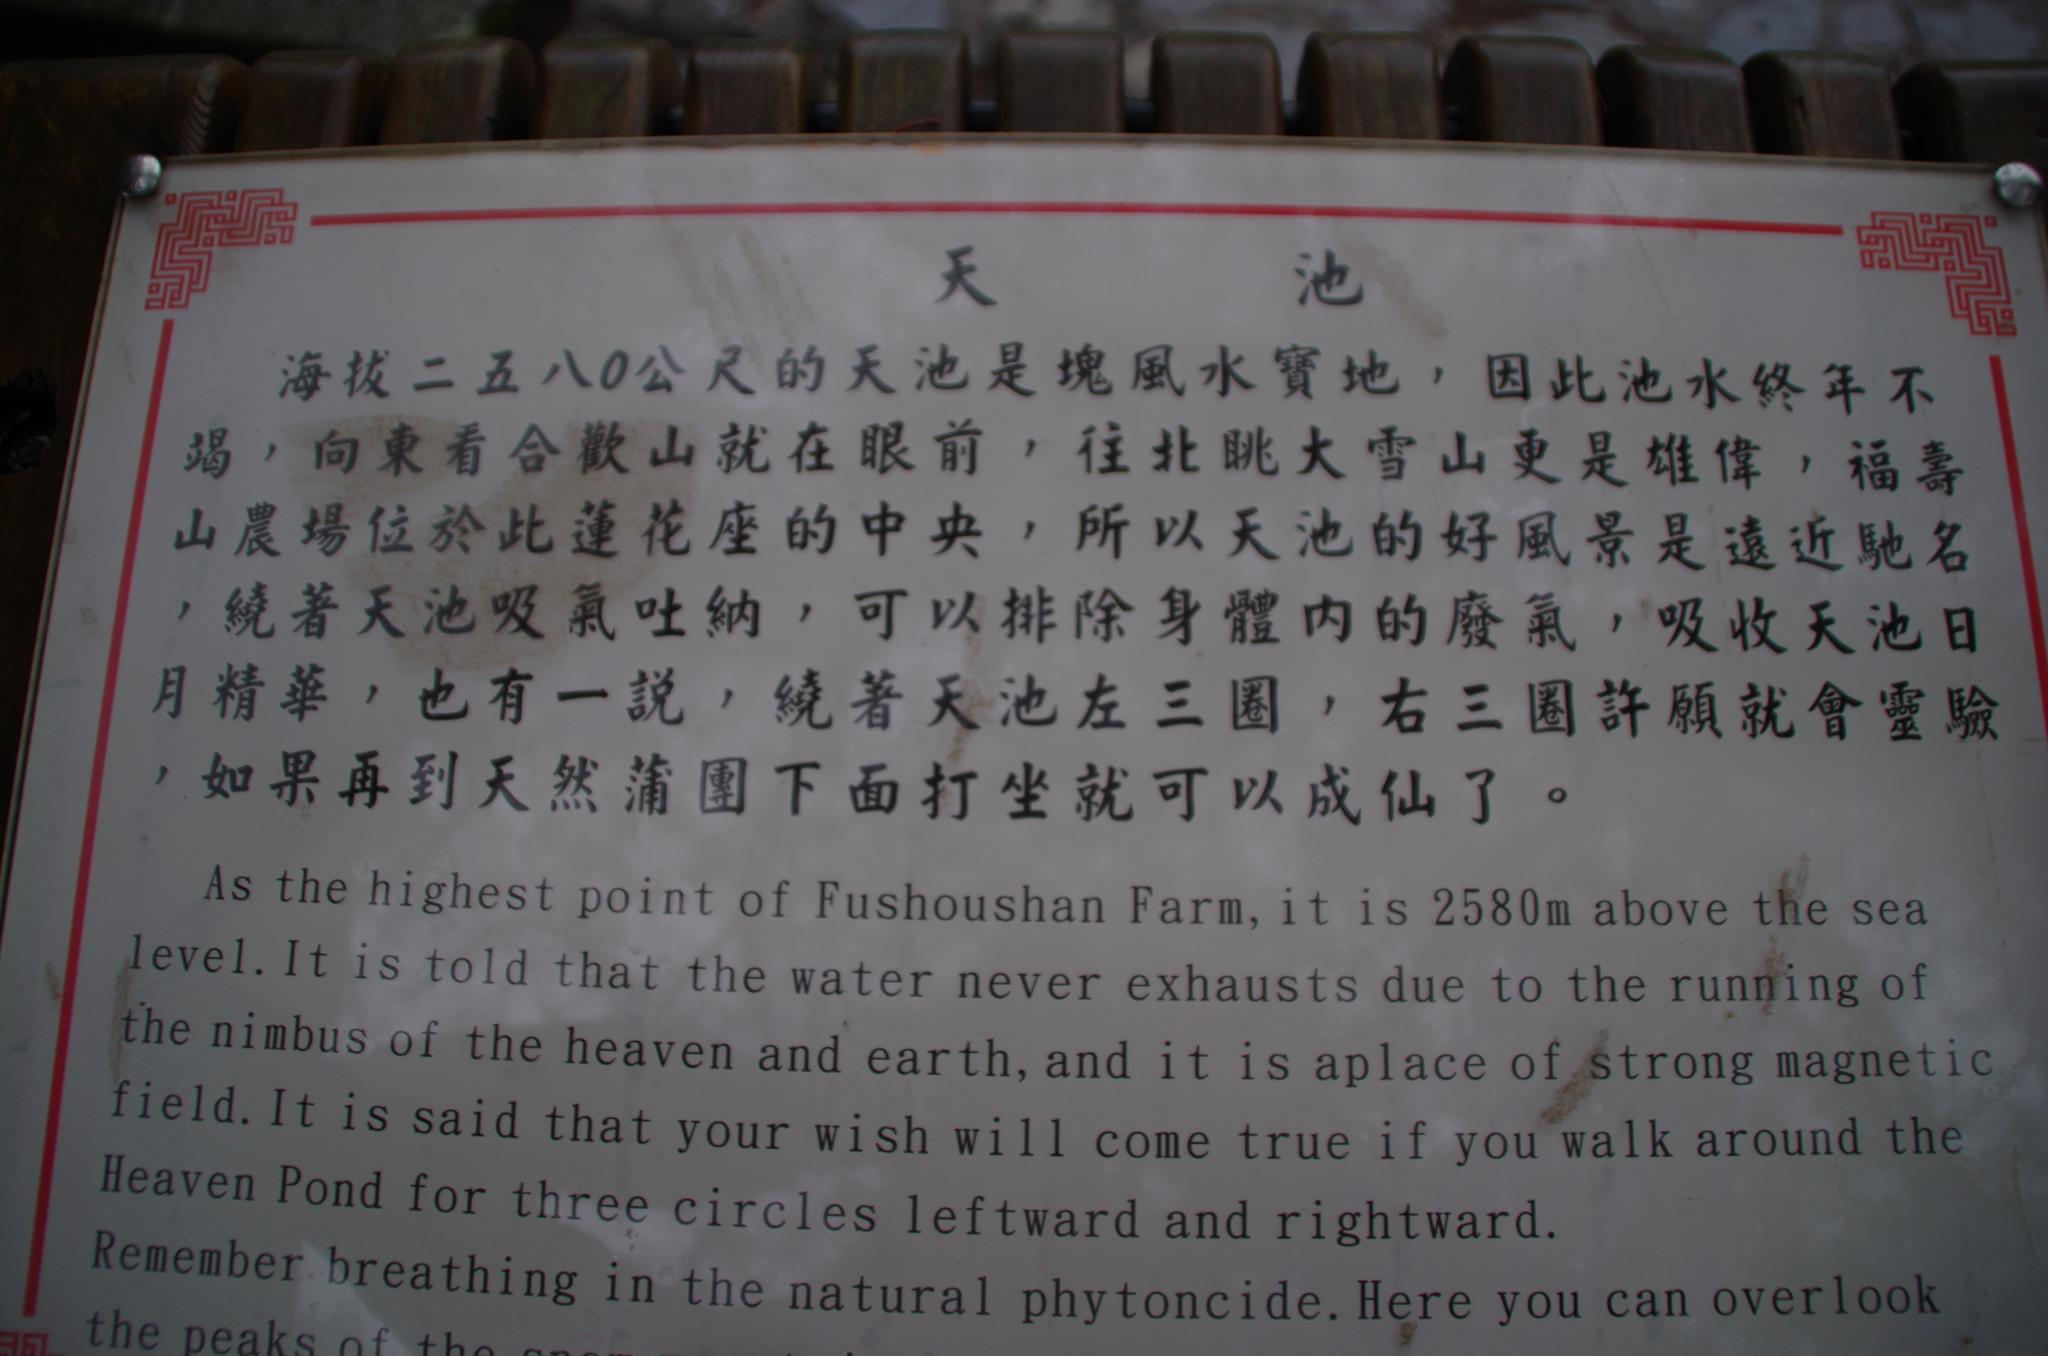 天 池
海拔二五八0公尺的天池是塊風水寶地，因此池水終年不
竭，向東看合歡山就在眼前，往北眺大雪山更是雄偉，福壽
山農場位於此蓮花座的中央，所以天池的好風景是遠近馳名
，繞著天池吸氣吐納，可以排除身體內的廢氣，吸收天池日
月精華，也有一說，繞著天池左三圈，右三圈許願就會靈驗
，如果再到天然蒲團下面打坐就可以成仙了。
As the highest point of Fushoushan Farm, it is 2580m above the sea
level. It is told that the water never exhausts due to the running of
the nimbus of the heaven and earth, and it is aplace of strong magnetic
field. It is said that your wish will come true if you walk around the
Heaven Pond for three circles leftward and rightward.
Remember breathing in the natural phytoncide. Here you can overlook
the peaks of the